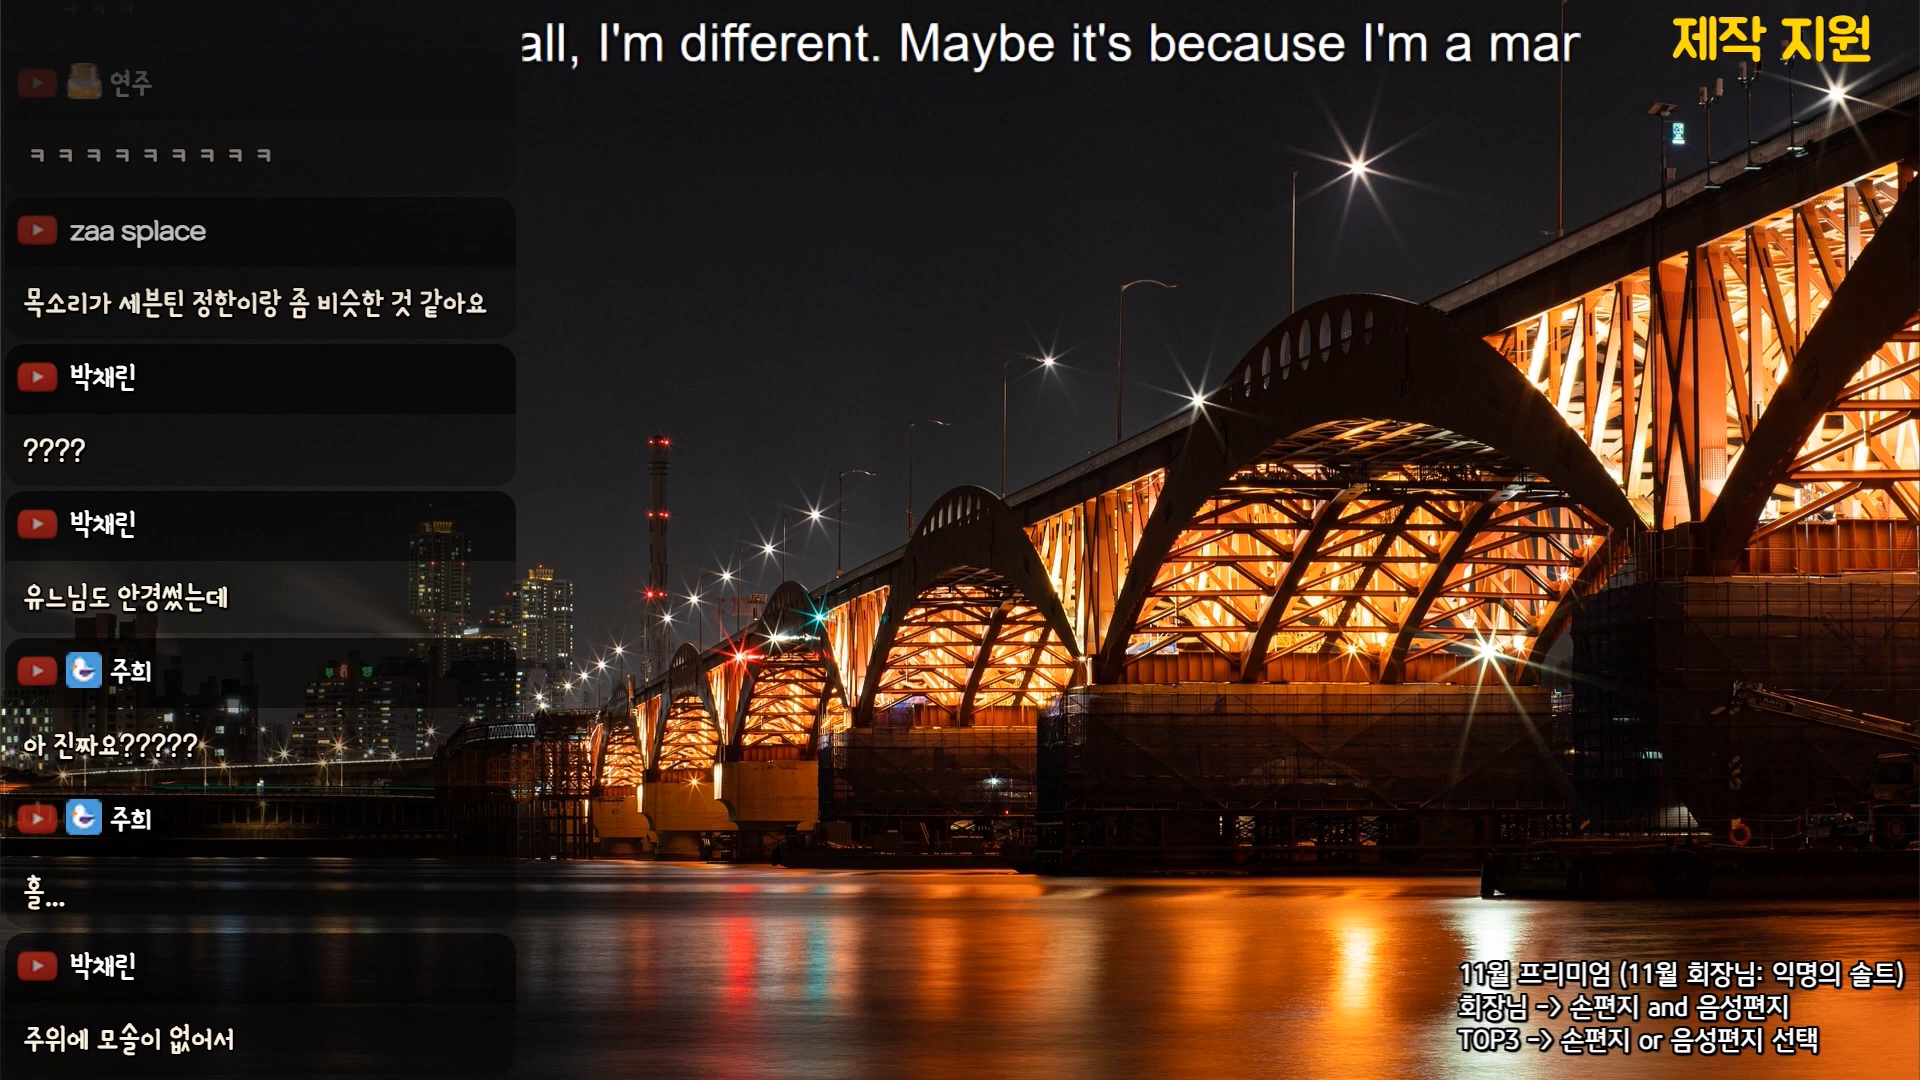 all, I'm different. Maybe it's because I'm a mar
제작 지원
연주
ㅋㅋㅋㅋㅋㅋㅋㅋㅋ
zaa splace
목소리가 세븐틴 정한이랑 좀 비슷한 것 같아요
박채린
????
박채린
유느님도 안경썼는데
주희
아 진짜요?????
주희
홀...
박채린
주위에 모솔이 없어서
11월 프리미엄 (11월 회장님: 익명의 솔트)
회장님 -> 손편지 and 음성편지
TOP3 -> 손편지 or 음성편지 선택